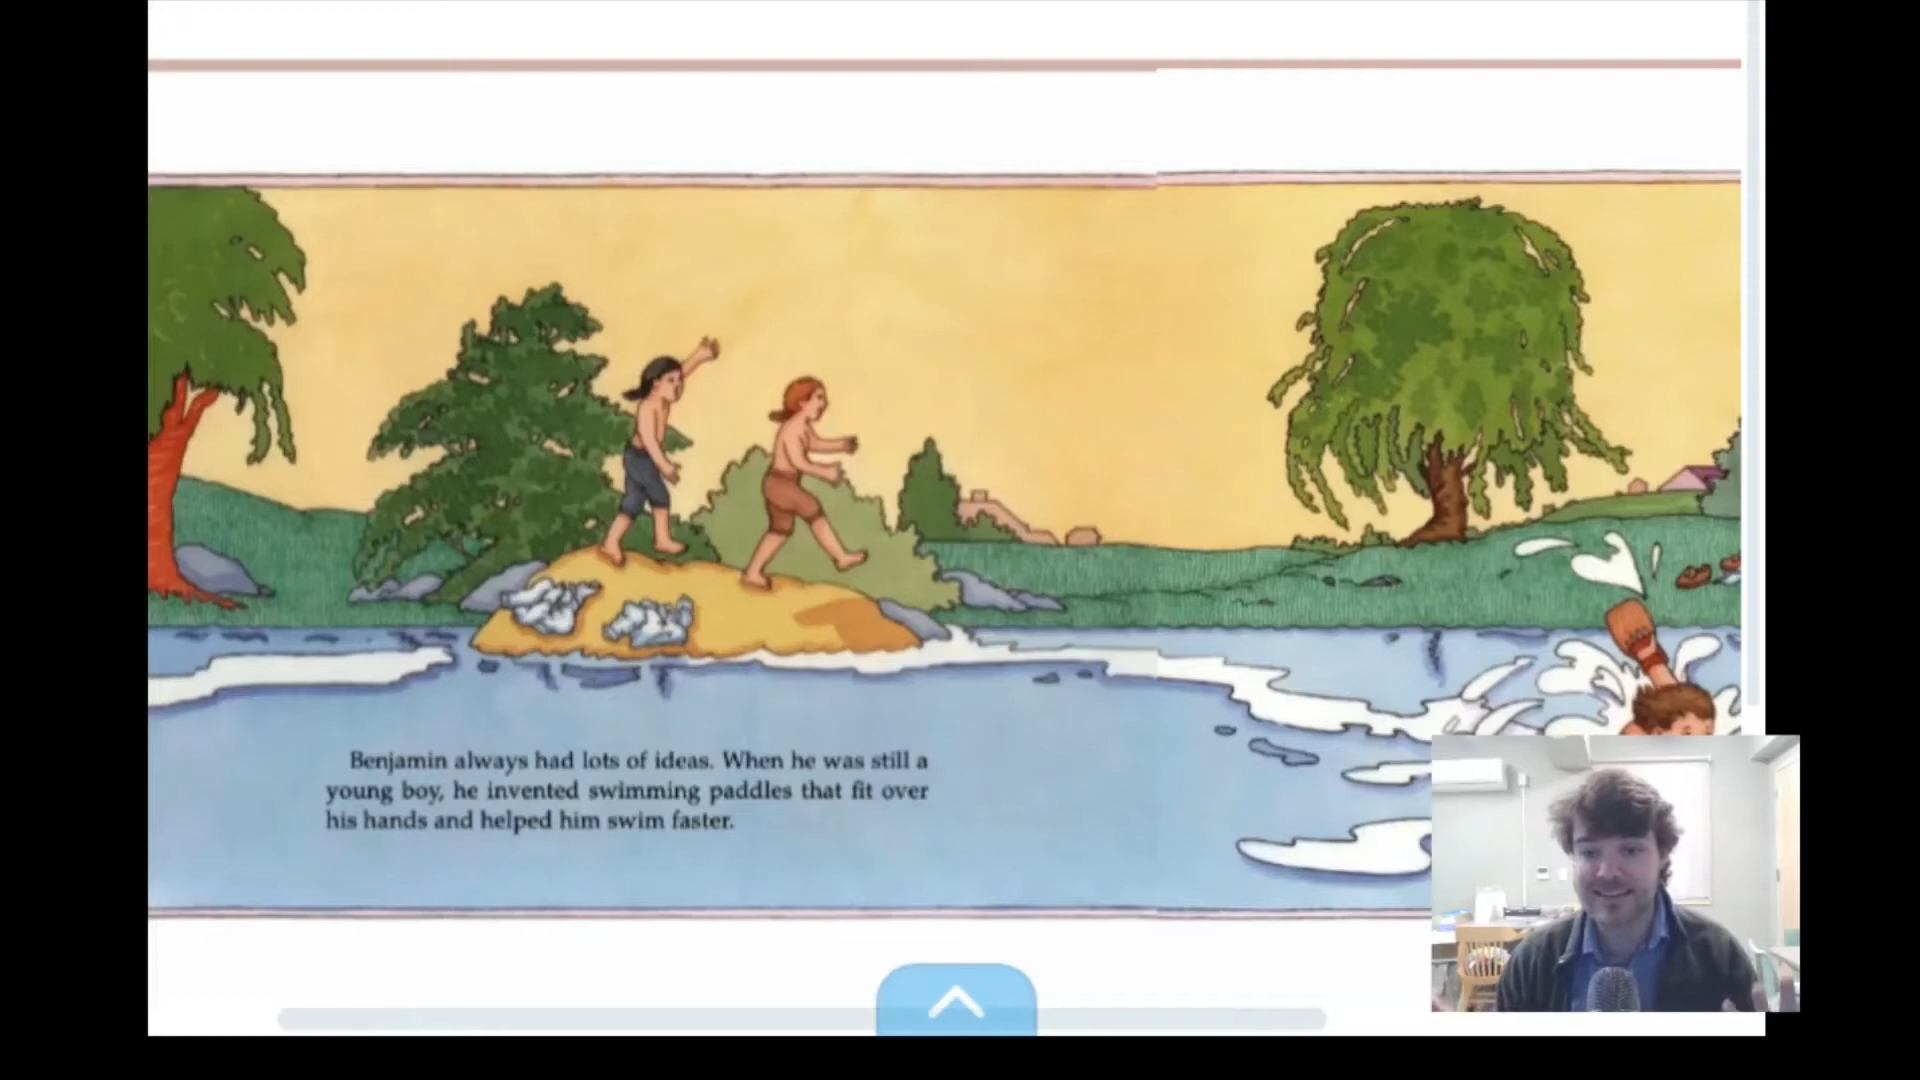 Benjamin always had lots of ideas. When he was still a
young boy, he invented swimming paddles that fit over
his hands and helped him swim faster.